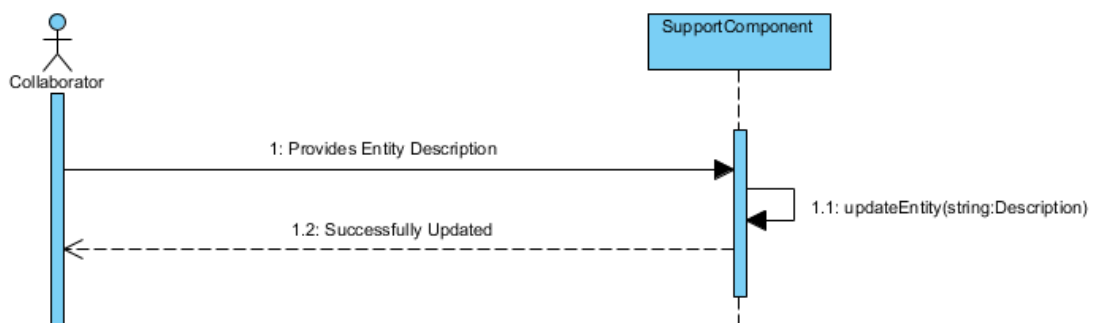 SupportComponent
Collaborator
1: Provides Entity Description
1.1: updateEntity(string:Description)
1.2: Successfully Updated